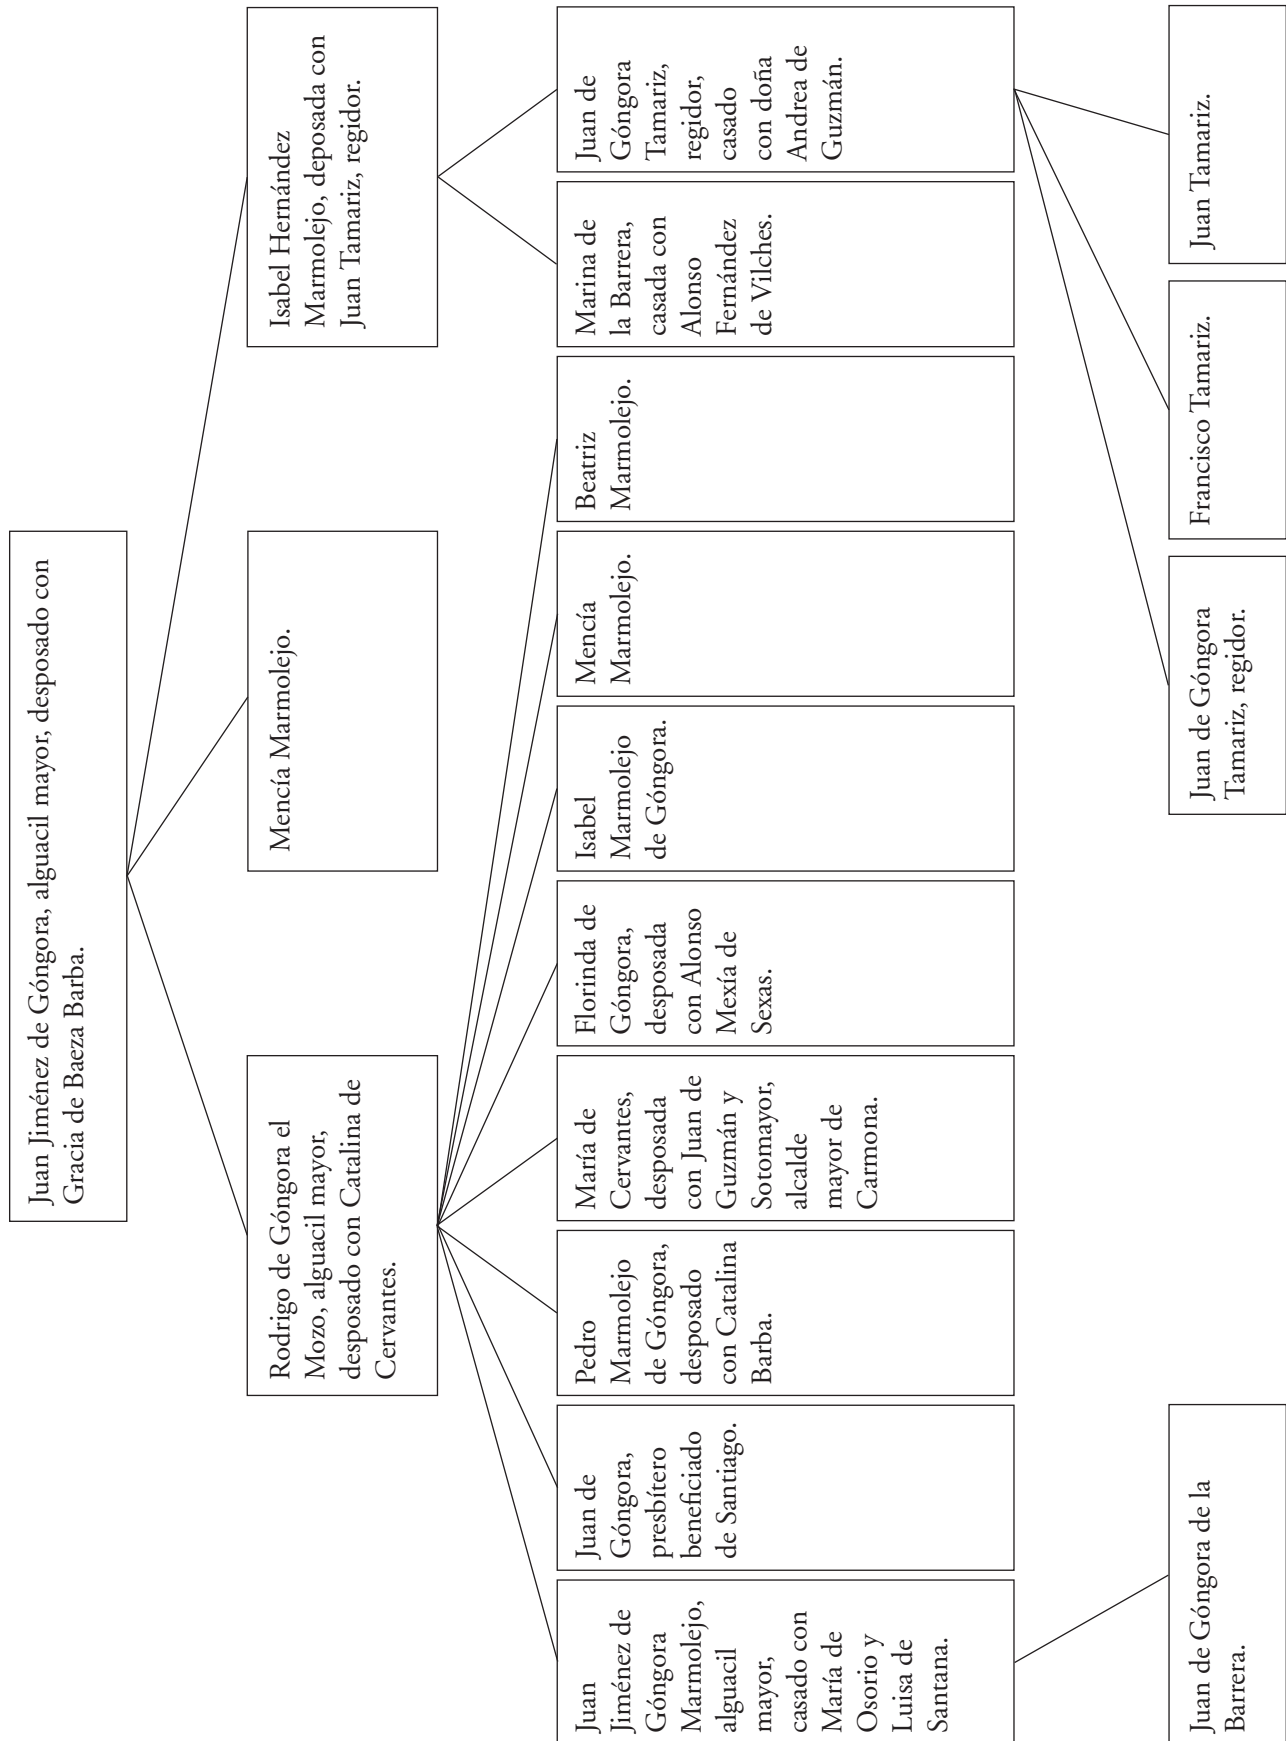 Juan Jiménez de Góngora, alguacil mayor, desposado con
Gracia de Baeza Barba.
Rodrigo de Góngora el
Mozo, alguacil mayor,
desposado con Catalina de
Cervantes.
Mencía Marmolejo.
Isabel Hernández
Marmolejo, deposada con
Juan Tamariz, regidor.
Juan
Jiménez de
Góngora
Marmolejo,
alguacil
mayor,
casado con
María de
Osorio y
Luisa de
Santana.
Juan de
Góngora,
presbítero
beneficiado
de Santiago.
Pedro
Marmolejo
de Góngora,
desposado
con Catalina
Barba.
María de
Cervantes,
desposada
con Juan de
Guzmán y
Sotomayor,
alcalde
mayor de
Carmona.
Florinda de
Góngora,
desposada
con Alonso
Mexía de
Sexas.
Isabel
Marmolejo
de Góngora.
Mencía
Marmolejo.
Beatriz
Marmolejo.
Marina de
la Barrera,
casada con
Alonso
Fernández
de Vilches.
Juan de
Góngora
Tamariz,
regidor,
casado
con doña
Andrea de
Guzmán.
Juan de Góngora de la
Barrera.
Juan de Góngora
Tamariz, regidor.
Francisco Tamariz.
Juan Tamariz.